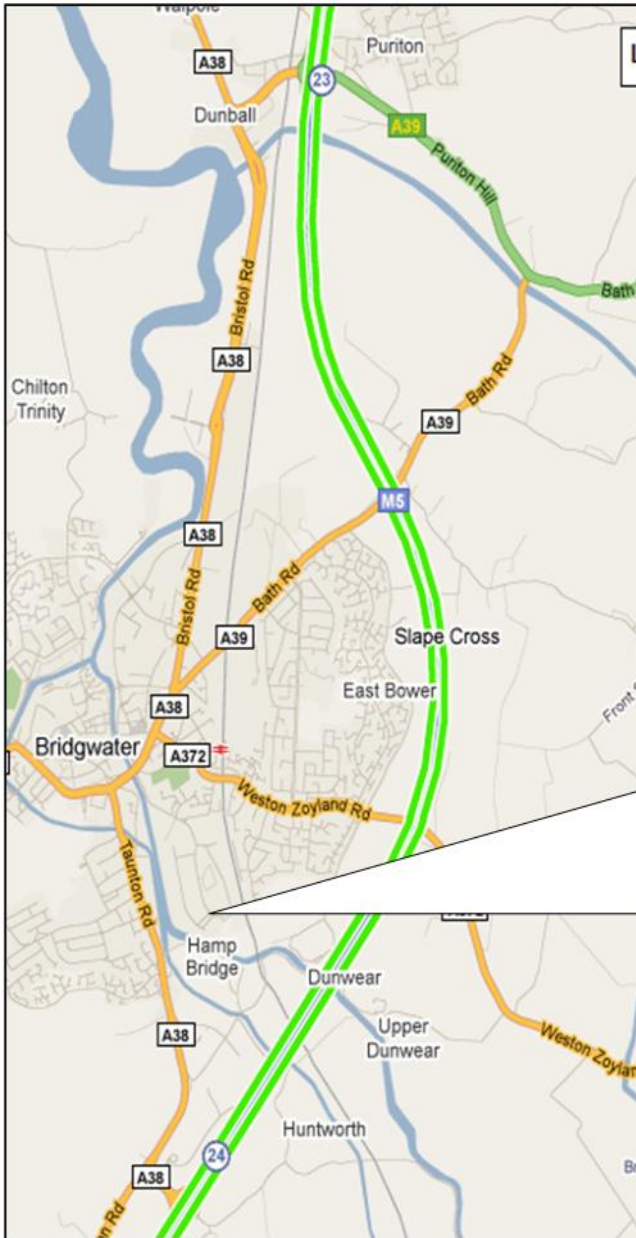 Walpole
A38
Puriton
23
Dunball
A39
Puriton Hill
Bath
Bristol Rd
A38
Chilton
Trinity
Bath Rd
A39
M5
A38
Bristol Rd
Bath Rd
A39
Slape Cross
East Bower
A38
Front
Bridgwater
A372
Weston Zoyland Rd
Taunton Rd
Hamp
Bridge
Dunwear
A38
Upper
Dunwear
Weston Zoylan
Huntworth
24
A38
on Rd